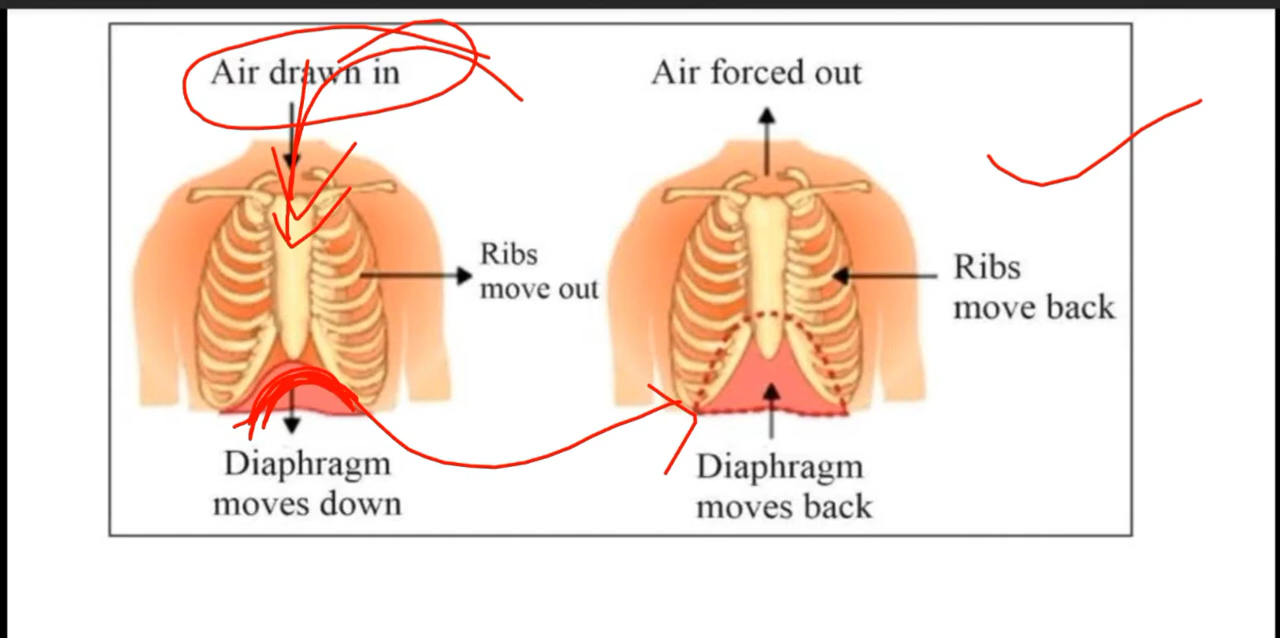 Air drawn in
Air forced out
Ribs
move out
Ribs
move back
Diaphragm
moves down
Diaphragm
moves back